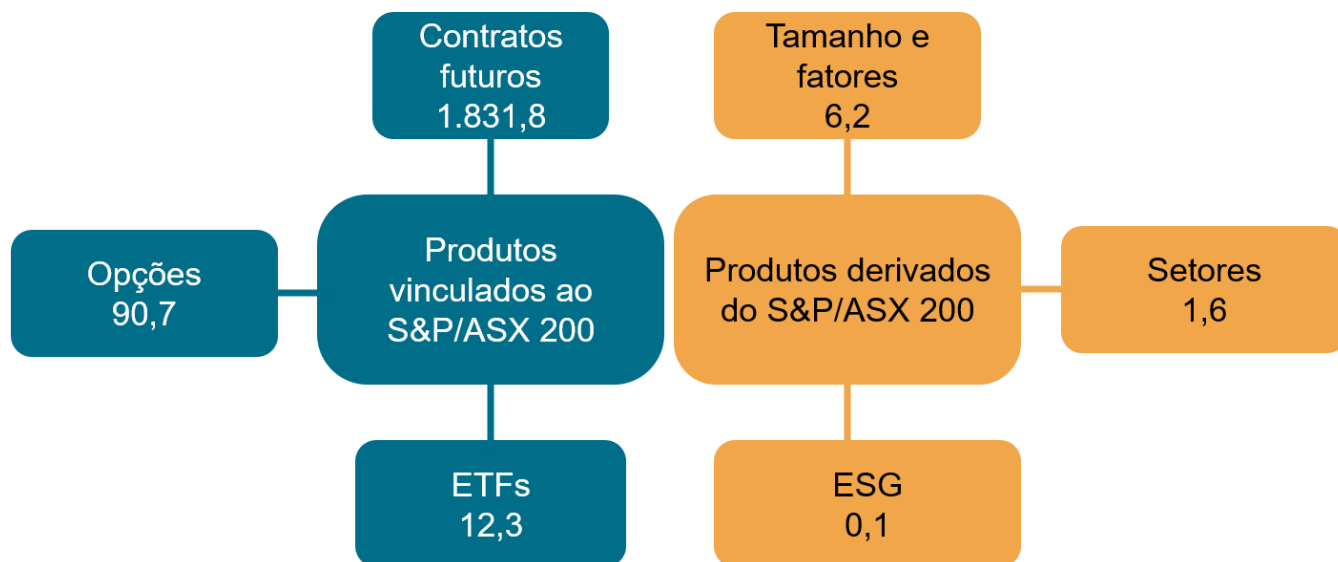 Contratos
futuros
1.831,8
Tamanho e
fatores
6,2
Opções
90,7
Produtos
vinculados ao
S&P/ASX 200
Produtos derivados
do S&P/ASX 200
Setores
1,6
ETFs
12,3
ESG
0,1